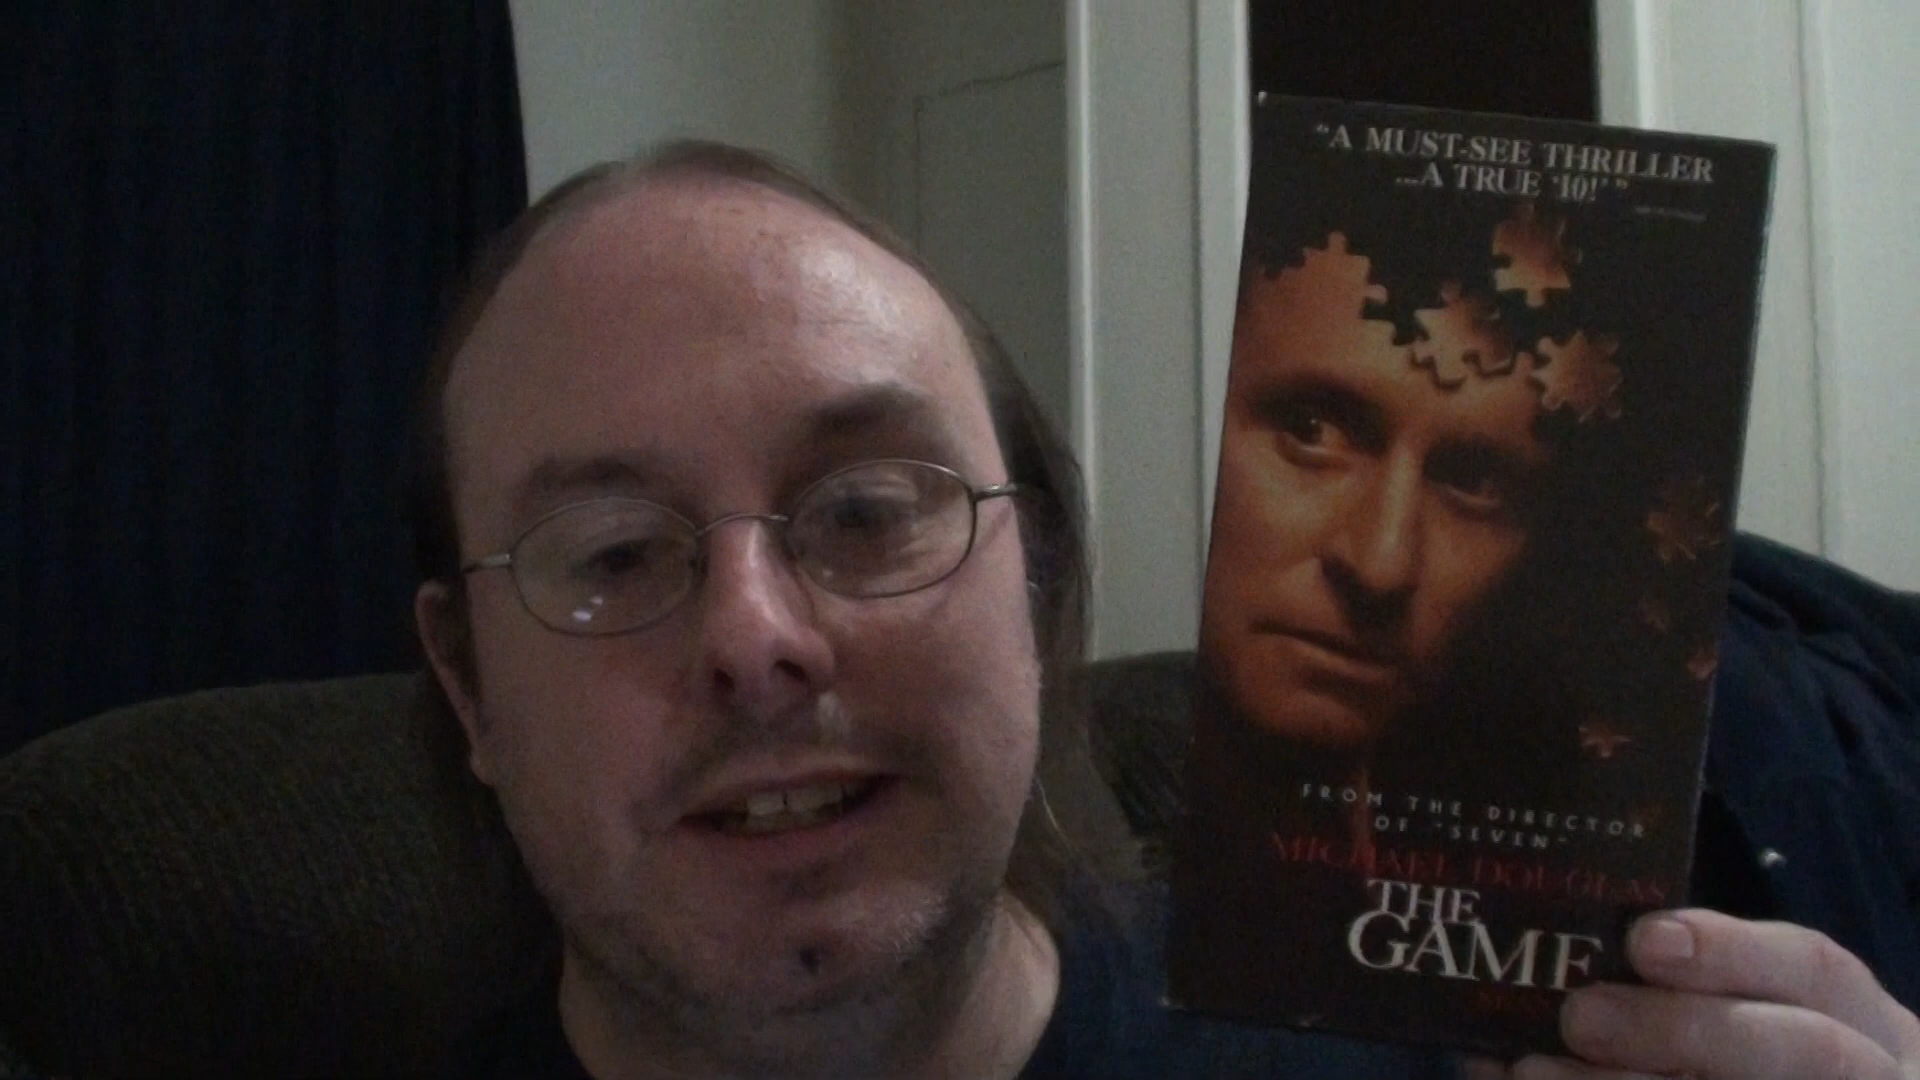 "A MUST-SEE THRILLER
...A TRUE '10!'"
FROM THE DIRECTOR
OF "SEVEN"
MICHAEL DOUGLAS
THE
GAME